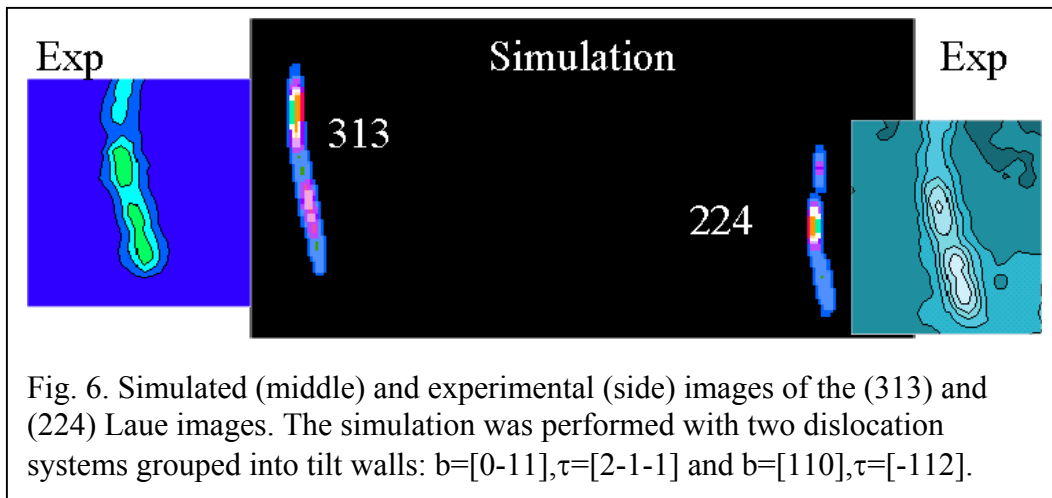 Exp
Simulation
Exp
313
224
Fig. 6. Simulated (middle) and experimental (side) images of the (313) and
(224) Laue images. The simulation was performed with two dislocation
systems grouped into tilt walls: b=[0-11],τ=[2-1-1] and b=[110],τ=[-112].